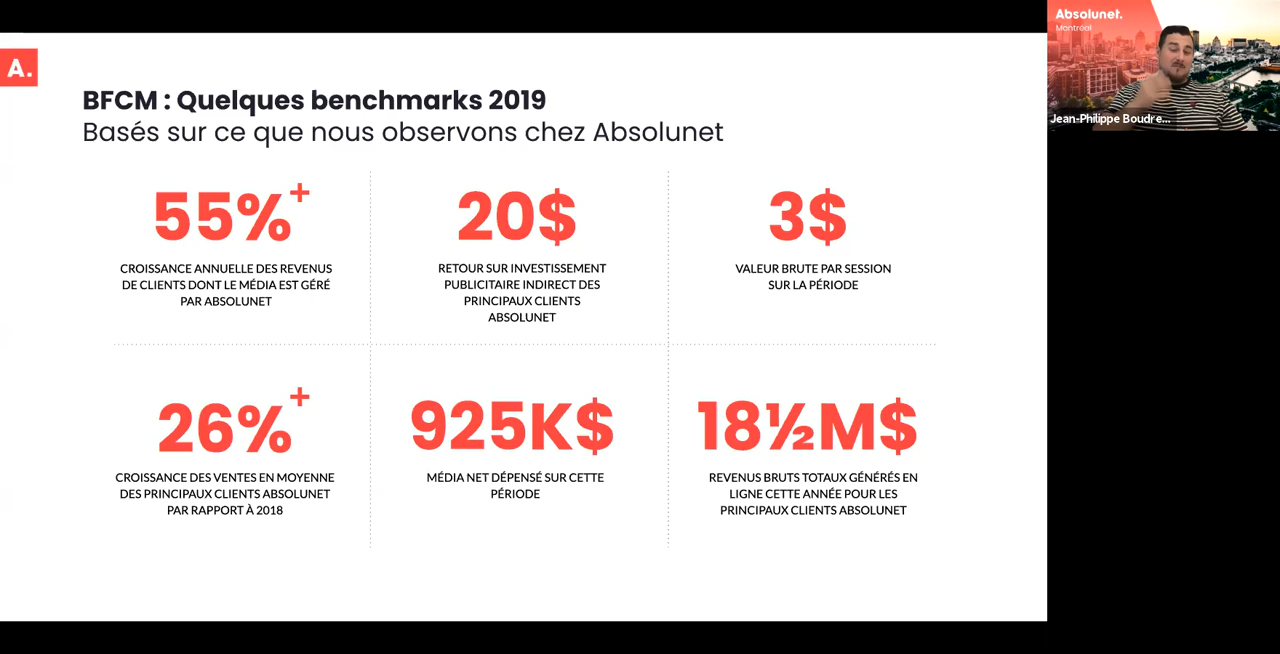 A.
BFCM : Quelques benchmarks 2019
Basés sur ce que nous observons chez Absolunet
55%+
CROISSANCE ANNUELLE DES REVENUS
DE CLIENTS DONT LE MÉDIA EST GÉRÉ
PAR ABSOLUNET
20$
RETOUR SUR INVESTISSEMENT
PUBLICITAIRE INDIRECT DES
PRINCIPAUX CLIENTS
ABSOLUNET
3$
VALEUR BRUTE PAR SESSION
SUR LA PÉRIODE
26%+
CROISSANCE DES VENTES EN MOYENNE
DES PRINCIPAUX CLIENTS ABSOLUNET
PAR RAPPORT À 2018
925K$
MÉDIA NET DÉPENSÉ SUR CETTE
PÉRIODE
18½M$
REVENUS BRUTS TOTAUX GÉNÉRÉS EN
LIGNE CETTE ANNÉE POUR LES
PRINCIPAUX CLIENTS ABSOLUNET
Absolunet.
Montréal
Jean-Philippe Boudre...